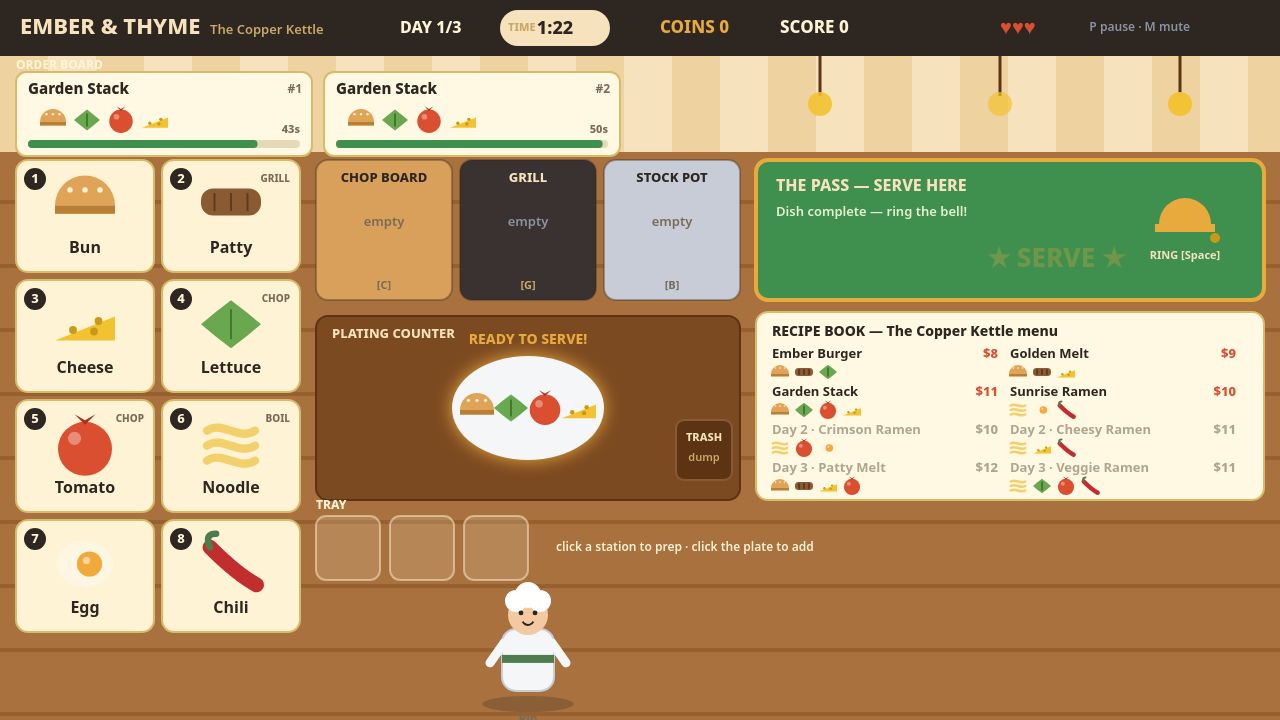 EMBER & THYME The Copper Kettle DAY 1/3 TIME 1:22 COINS 0 SCORE 0 ♥♥♥ P pause · M mute
ORDER BOARD
Garden Stack #1
43s
Garden Stack #2
50s
1
Bun
2
GRILL
Patty
3
Cheese
4
CHOP
Lettuce
5
CHOP
Tomato
6
BOIL
Noodle
7
Egg
8
Chili
CHOP BOARD
empty
[C]
GRILL
empty
[G]
STOCK POT
empty
[B]
THE PASS — SERVE HERE
Dish complete — ring the bell!
★ SERVE ★
RING [Space]
PLATING COUNTER
READY TO SERVE!
TRASH
dump
RECIPE BOOK — The Copper Kettle menu
Ember Burger $8
Golden Melt $9
Garden Stack $11
Sunrise Ramen $10
Day 2 · Crimson Ramen $10
Day 2 · Cheesy Ramen $11
Day 3 · Patty Melt $12
Day 3 · Veggie Ramen $11
TRAY
click a station to prep · click the plate to add